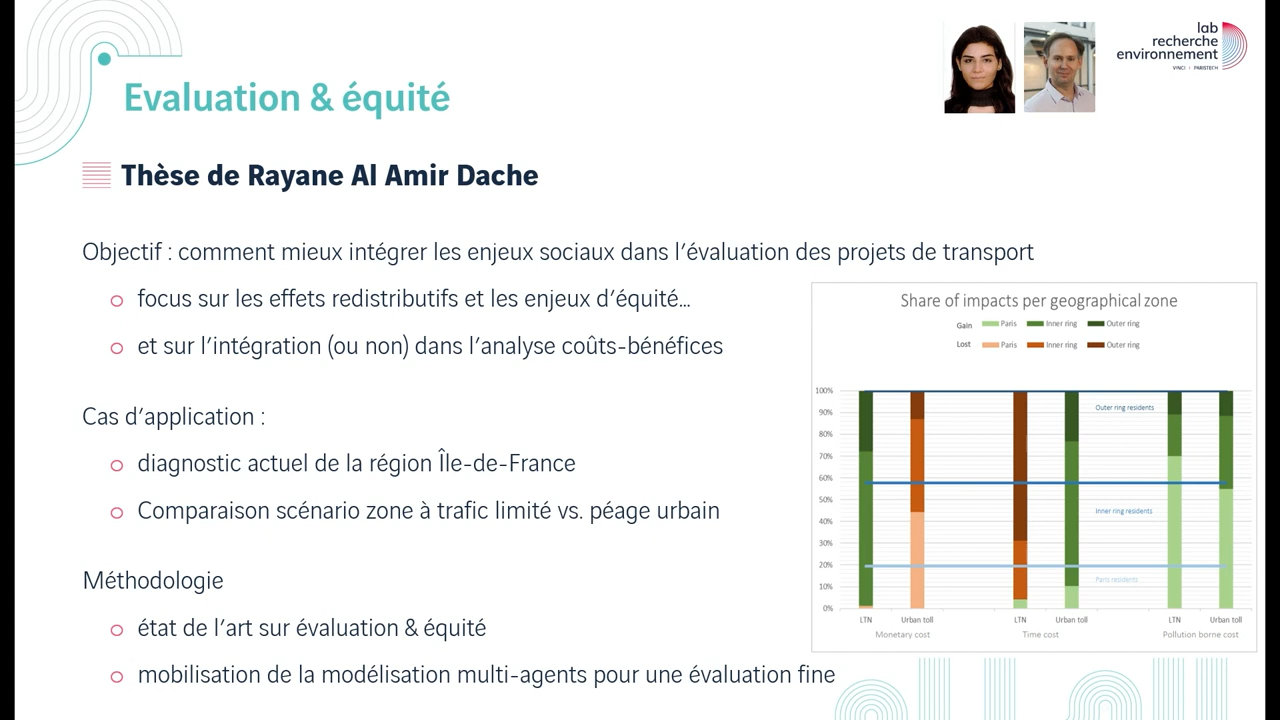 lab
recherche
environnement
VINCI | PARISTECH
Evaluation & équité
Thèse de Rayane Al Amir Dache
Objectif : comment mieux intégrer les enjeux sociaux dans l’évaluation des projets de transport
o focus sur les effets redistributifs et les enjeux d’équité...
o et sur l’intégration (ou non) dans l’analyse coûts-bénéfices
Cas d’application :
o diagnostic actuel de la région Île-de-France
o Comparaison scénario zone à trafic limité vs. péage urbain
Méthodologie
o état de l’art sur évaluation & équité
o mobilisation de la modélisation multi-agents pour une évaluation fine
Share of impacts per geographical zone
Gain Paris Inner ring Outer ring
Lost Paris Inner ring Outer ring
100%
90%
80%
70%
60%
50%
40%
30%
20%
10%
0%
Outer ring residents
Inner ring residents
Paris residents
LTN Urban toll LTN Urban toll LTN Urban toll
Monetary cost Time cost Pollution borne cost